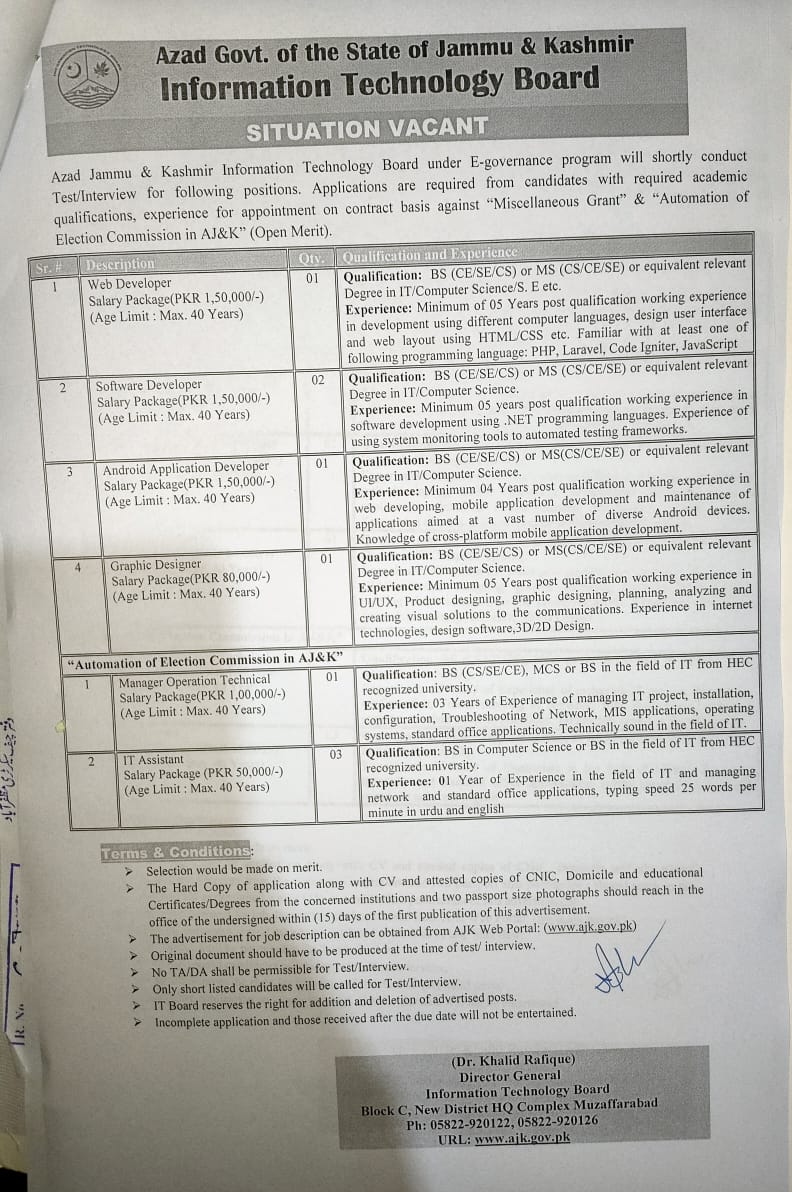 Azad Govt. of the State of Jammu & Kashmir
Information Technology Board
SITUATION VACANT
Azad Jammu & Kashmir Information Technology Board under E-governance program will shortly conduct
Test/Interview for following positions. Applications are required from candidates with required academic
qualifications, experience for appointment on contract basis against “Miscellaneous Grant” & “Automation of
Election Commission in AJ&K” (Open Merit).
Sr. # Description Qty. Qualification and Experience
1 Web Developer
Salary Package(PKR 1,50,000/-)
(Age Limit : Max. 40 Years)
01
Qualification: BS (CE/SE/CS) or MS (CS/CE/SE) or equivalent relevant
Degree in IT/Computer Science/S. E etc.
Experience: Minimum of 05 Years post qualification working experience
in development using different computer languages, design user interface
and web layout using HTML/CSS etc. Familiar with at least one of
following programming language: PHP, Laravel, Code Igniter, JavaScript
2 Software Developer
Salary Package(PKR 1,50,000/-)
(Age Limit : Max. 40 Years)
02
Qualification: BS (CE/SE/CS) or MS (CS/CE/SE) or equivalent relevant
Degree in IT/Computer Science.
Experience: Minimum 05 years post qualification working experience in
software development using .NET programming languages. Experience of
using system monitoring tools to automated testing frameworks.
3 Android Application Developer
Salary Package(PKR 1,50,000/-)
(Age Limit : Max. 40 Years)
01
Qualification: BS (CE/SE/CS) or MS(CS/CE/SE) or equivalent relevant
Degree in IT/Computer Science.
Experience: Minimum 04 Years post qualification working experience in
web developing, mobile application development and maintenance of
applications aimed at a vast number of diverse Android devices.
Knowledge of cross-platform mobile application development.
4 Graphic Designer
Salary Package(PKR 80,000/-)
(Age Limit : Max. 40 Years)
01
Qualification: BS (CE/SE/CS) or MS(CS/CE/SE) or equivalent relevant
Degree in IT/Computer Science.
Experience: Minimum 05 Years post qualification working experience in
UI/UX, Product designing, graphic designing, planning, analyzing and
creating visual solutions to the communications. Experience in internet
technologies, design software,3D/2D Design.
“Automation of Election Commission in AJ&K”
1 Manager Operation Technical
Salary Package(PKR 1,00,000/-)
(Age Limit : Max. 40 Years)
01
Qualification: BS (CS/SE/CE), MCS or BS in the field of IT from HEC
recognized university.
Experience: 03 Years of Experience of managing IT project, installation,
configuration, Troubleshooting of Network, MIS applications, operating
systems, standard office applications. Technically sound in the field of IT.
2 IT Assistant
Salary Package (PKR 50,000/-)
(Age Limit : Max. 40 Years)
03
Qualification: BS in Computer Science or BS in the field of IT from HEC
recognized university.
Experience: 01 Year of Experience in the field of IT and managing
network and standard office applications, typing speed 25 words per
minute in urdu and english
Terms & Conditions:
➢ Selection would be made on merit.
➢ The Hard Copy of application along with CV and attested copies of CNIC, Domicile and educational
Certificates/Degrees from the concerned institutions and two passport size photographs should reach in the
office of the undersigned within (15) days of the first publication of this advertisement.
➢ The advertisement for job description can be obtained from AJK Web Portal: (www.ajk.gov.pk)
➢ Original document should have to be produced at the time of test/ interview.
➢ No TA/DA shall be permissible for Test/Interview.
➢ Only short listed candidates will be called for Test/Interview.
➢ IT Board reserves the right for addition and deletion of advertised posts.
➢ Incomplete application and those received after the due date will not be entertained.
(Dr. Khalid Rafique)
Director General
Information Technology Board
Block C, New District HQ Complex Muzaffarabad
Ph: 05822-920122, 05822-920126
URL: www.ajk.gov.pk
R. No